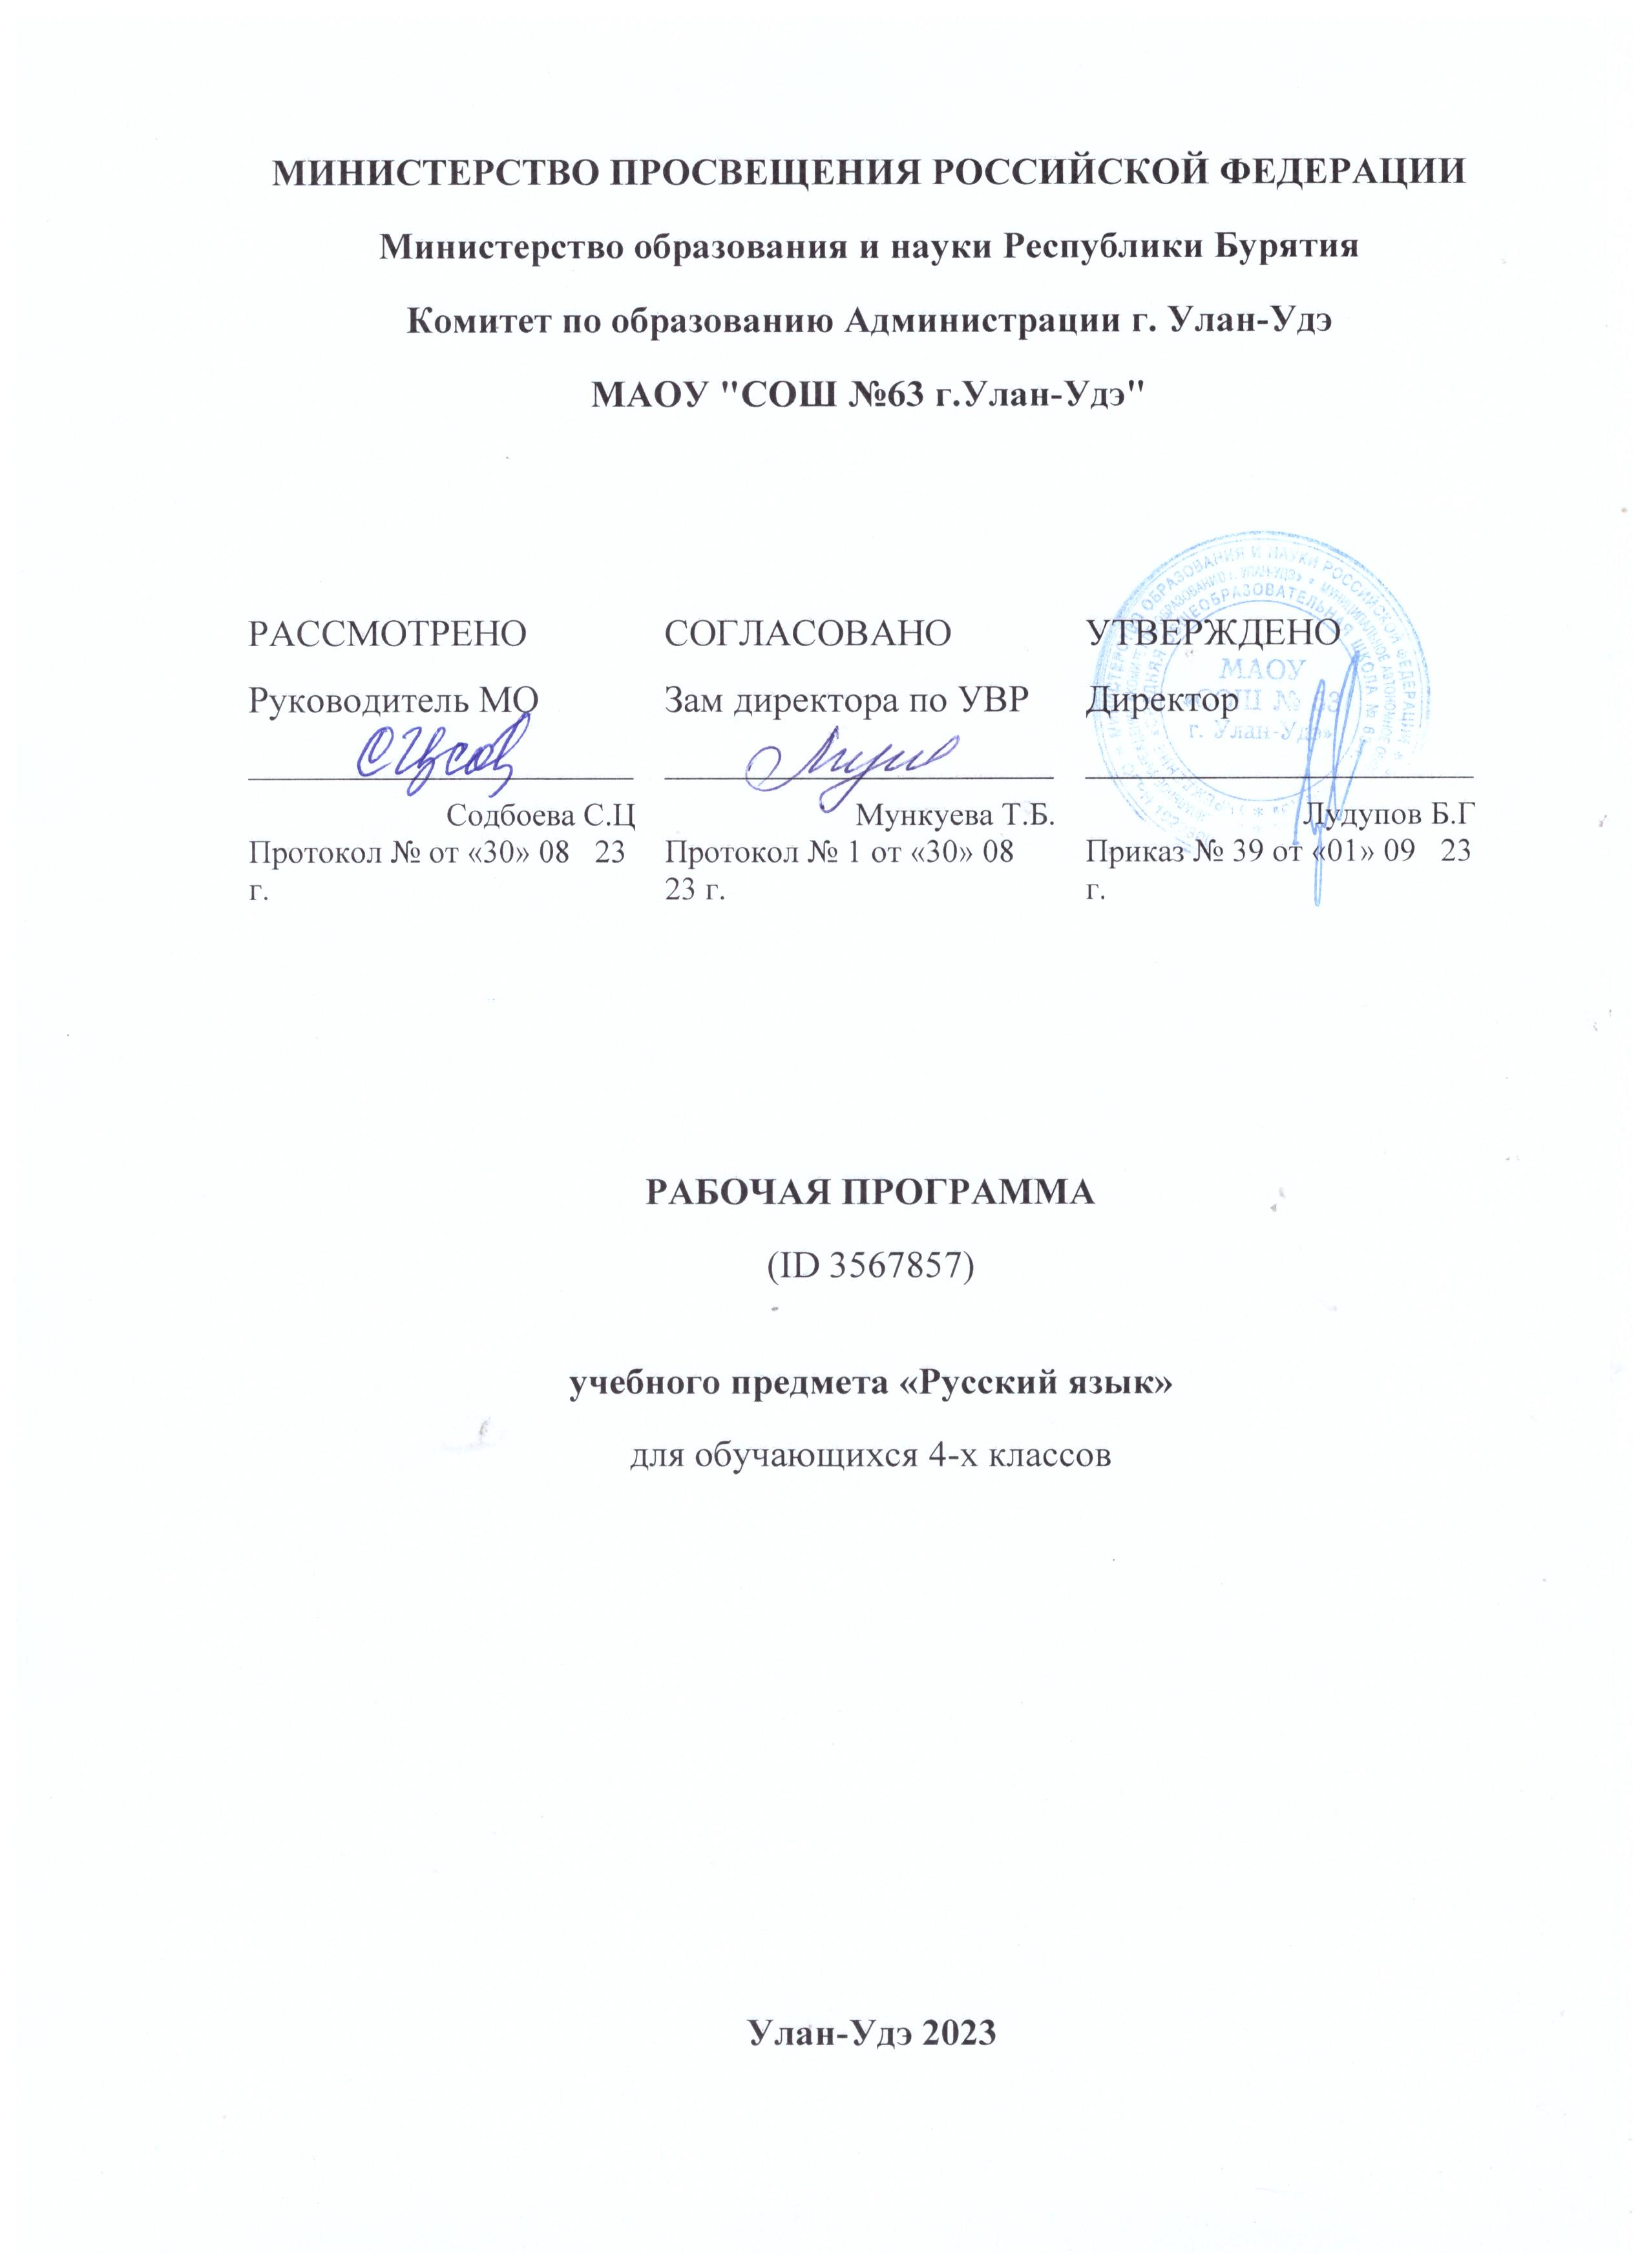 МИНИСТЕРСТВО ПРОСВЕЩЕНИЯ РОССИЙСКОЙ ФЕДЕРАЦИИ
Министерство образования и науки Республики Бурятия
Комитет по образованию Администрации г. Улан-Удэ
МАОУ "СОШ №63 г.Улан-Удэ"
РАССМОТРЕНО
Руководитель МО
Содбоева С.Ц
Протокол № от «30» 08 23
г.
СОГЛАСОВАНО
Зам директора по УВР
Мункуева Т.Б.
Протокол № 1 от «30» 08
23 г.
УТВЕРЖДЕНО
Директор
Лудупов Б.Г
Приказ № 39 от «01» 09 23
г.
МАОУ
СОШ № 63
г. Улан-Удэ»
РАБОЧАЯ ПРОГРАММА
(ID 3567857)
учебного предмета «Русский язык»
для обучающихся 4-х классов
Улан-Удэ 2023